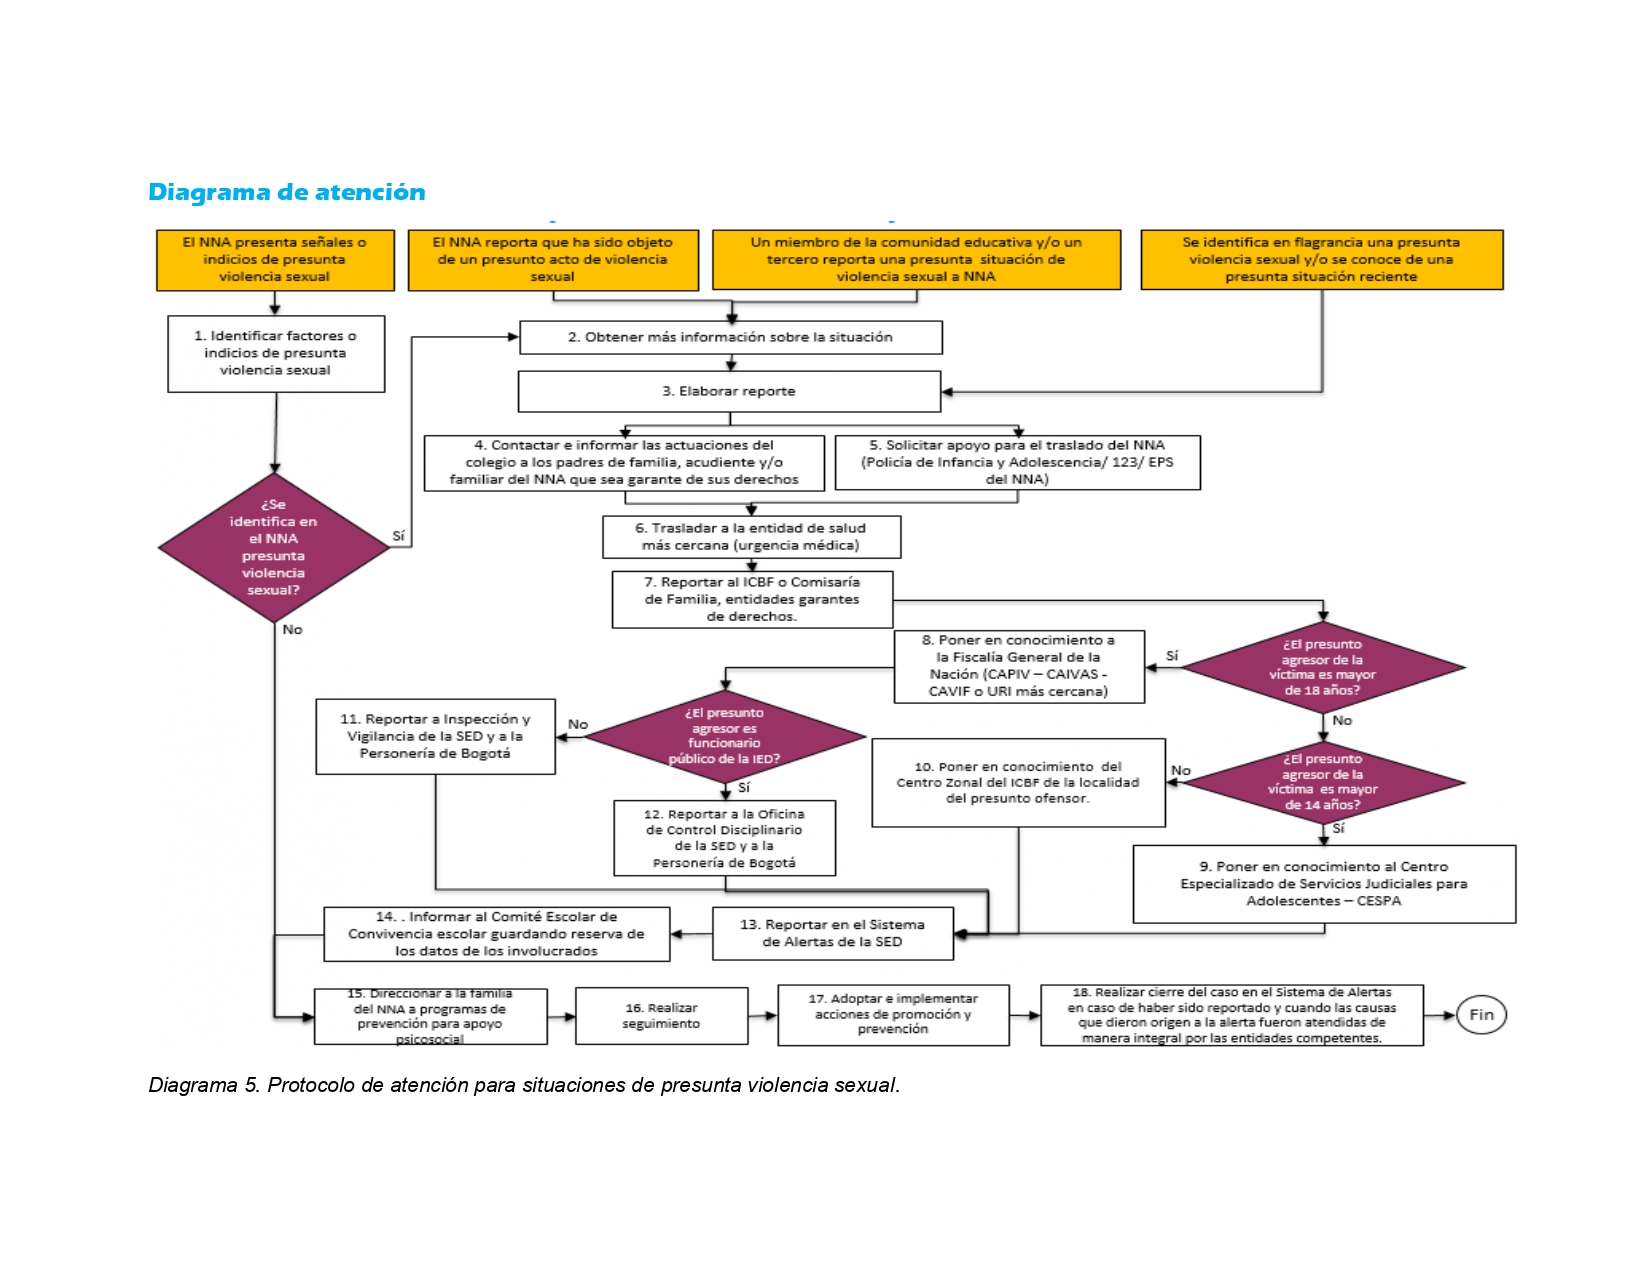 Diagrama de atención
El NNA presenta señales o
indicios de presunta
violencia sexual
El NNA reporta que ha sido objeto
de un presunto acto de violencia
sexual
Un miembro de la comunidad educativa y/o un
tercero reporta una presunta situación de
violencia sexual a NNA
Se identifica en flagrancia una presunta
violencia sexual y/o se conoce de una
presunta situación reciente
1. Identificar factores o
indicios de presunta
violencia sexual
2. Obtener más información sobre la situación
3. Elaborar reporte
4. Contactar e informar las actuaciones del
colegio a los padres de familia, acudiente y/o
familiar del NNA que sea garante de sus derechos
5. Solicitar apoyo para el traslado del NNA
(Policía de Infancia y Adolescencia/ 123/ EPS
del NNA)
¿Se
identifica en
el NNA
presunta
violencia
sexual?
Sí
No
6. Trasladar a la entidad de salud
más cercana (urgencia médica)
7. Reportar al ICBF o Comisaría
de Familia, entidades garantes
de derechos.
¿El presunto
agresor de la
víctima es mayor
de 18 años?
Sí
No
8. Poner en conocimiento a
la Fiscalía General de la
Nación (CAPIV – CAIVAS -
CAVIF o URI más cercana)
¿El presunto
agresor es
funcionario
público de la IED?
No
Sí
11. Reportar a Inspección y
Vigilancia de la SED y a la
Personería de Bogotá
10. Poner en conocimiento del
Centro Zonal del ICBF de la localidad
del presunto ofensor.
¿El presunto
agresor de la
víctima es mayor
de 14 años?
No
Sí
12. Reportar a la Oficina
de Control Disciplinario
de la SED y a la
Personería de Bogotá
9. Poner en conocimiento al Centro
Especializado de Servicios Judiciales para
Adolescentes – CESPA
14. . Informar al Comité Escolar de
Convivencia escolar guardando reserva de
los datos de los involucrados
13. Reportar en el Sistema
de Alertas de la SED
15. Direccionar a la familia
del NNA a programas de
prevención para apoyo
psicosocial
16. Realizar
seguimiento
17. Adoptar e implementar
acciones de promoción y
prevención
18. Realizar cierre del caso en el Sistema de Alertas
en caso de haber sido reportado y cuando las causas
que dieron origen a la alerta fueron atendidas de
manera integral por las entidades competentes.
Fin
Diagrama 5. Protocolo de atención para situaciones de presunta violencia sexual.